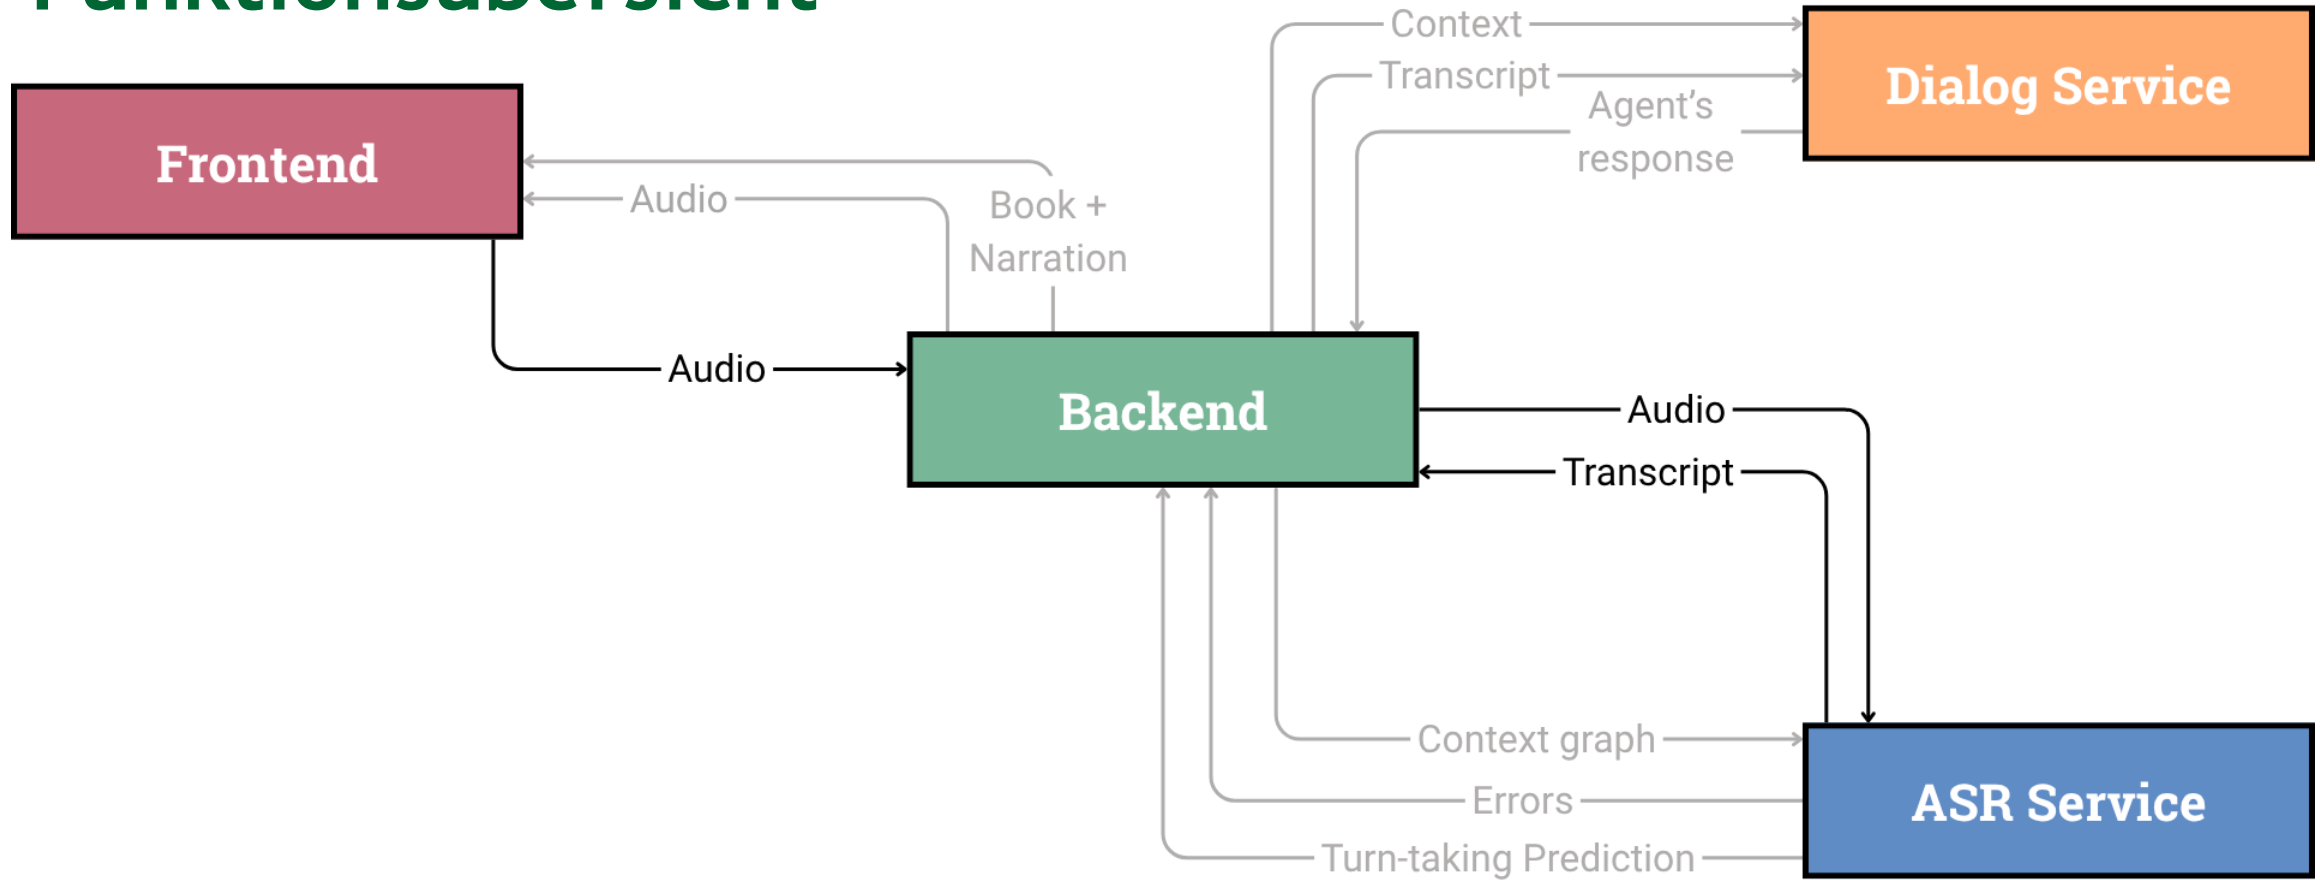 Funktionsübersicht
Context
Transcript
Dialog Service
Agent's
response
Frontend
Audio
Book +
Narration
Audio
Backend
Audio
Transcript
Context graph
Errors
ASR Service
Turn-taking Prediction